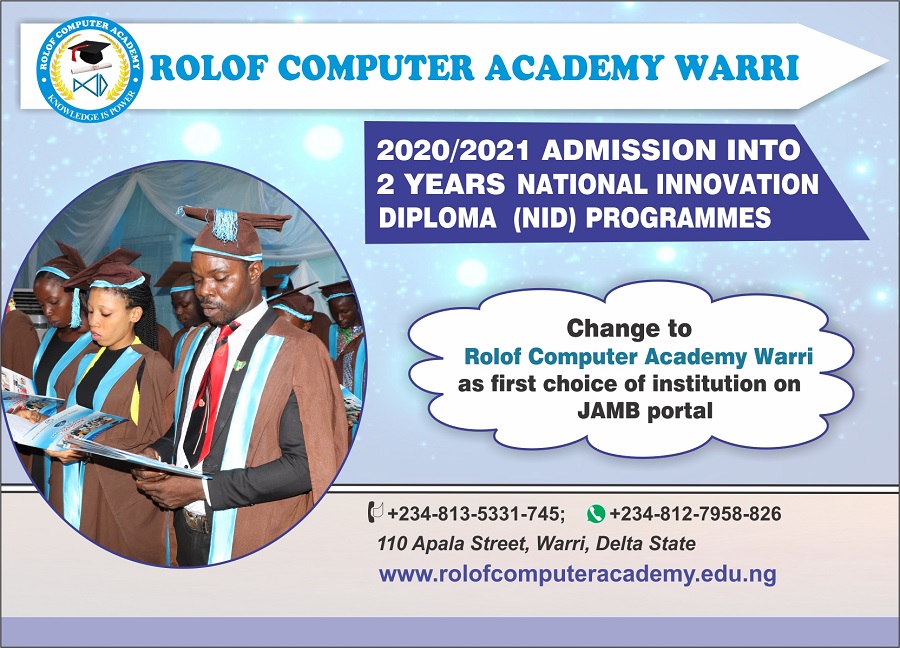 ROLOF COMPUTER ACADEMY
KNOWLEDGE IS POWER
ROLOF COMPUTER ACADEMY WARRI
2020/2021 ADMISSION INTO
2 YEARS NATIONAL INNOVATION
DIPLOMA (NID) PROGRAMMES
Change to
Rolof Computer Academy Warri
as first choice of institution on
JAMB portal
+234-813-5331-745; +234-812-7958-826
110 Apala Street, Warri, Delta State
www.rolofcomputeracademy.edu.ng